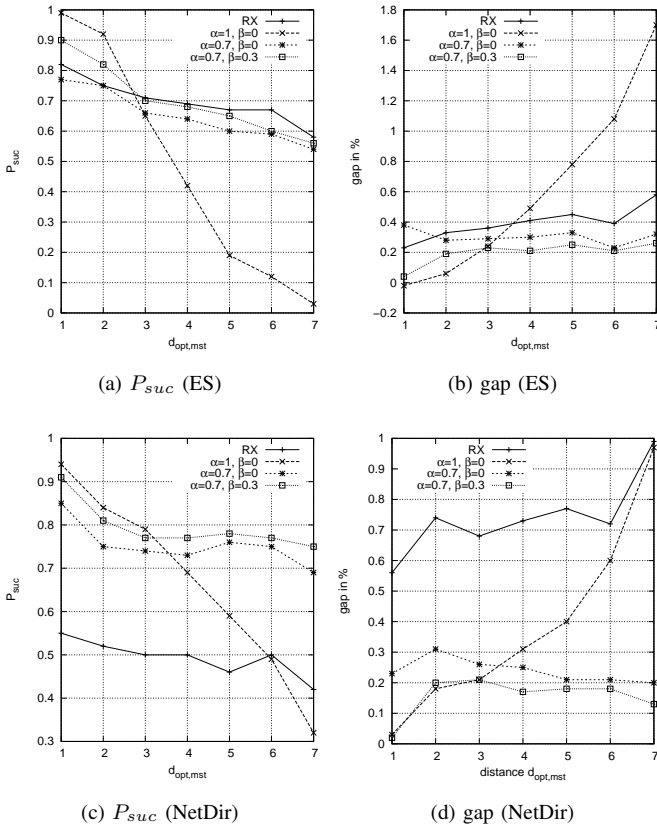 RX
α=1, β=0
α=0.7, β=0
α=0.7, β=0.3
1
0.9
0.8
0.7
0.6
0.5
0.4
0.3
0.2
0.1
0
P_suc
1 2 3 4 5 6 7
d_opt,mst
(a) P_suc (ES)
RX
α=1, β=0
α=0.7, β=0
α=0.7, β=0.3
1.8
1.6
1.4
1.2
1
0.8
0.6
0.4
0.2
0
−0.2
gap in %
1 2 3 4 5 6 7
d_opt,mst
(b) gap (ES)
RX
α=1, β=0
α=0.7, β=0
α=0.7, β=0.3
1
0.9
0.8
0.7
0.6
0.5
0.4
0.3
P_suc
1 2 3 4 5 6 7
d_opt,mst
(c) P_suc (NetDir)
RX
α=1, β=0
α=0.7, β=0
α=0.7, β=0.3
1
0.9
0.8
0.7
0.6
0.5
0.4
0.3
0.2
0.1
0
gap in %
1 2 3 4 5 6 7
distance d_opt,mst
(d) gap (NetDir)